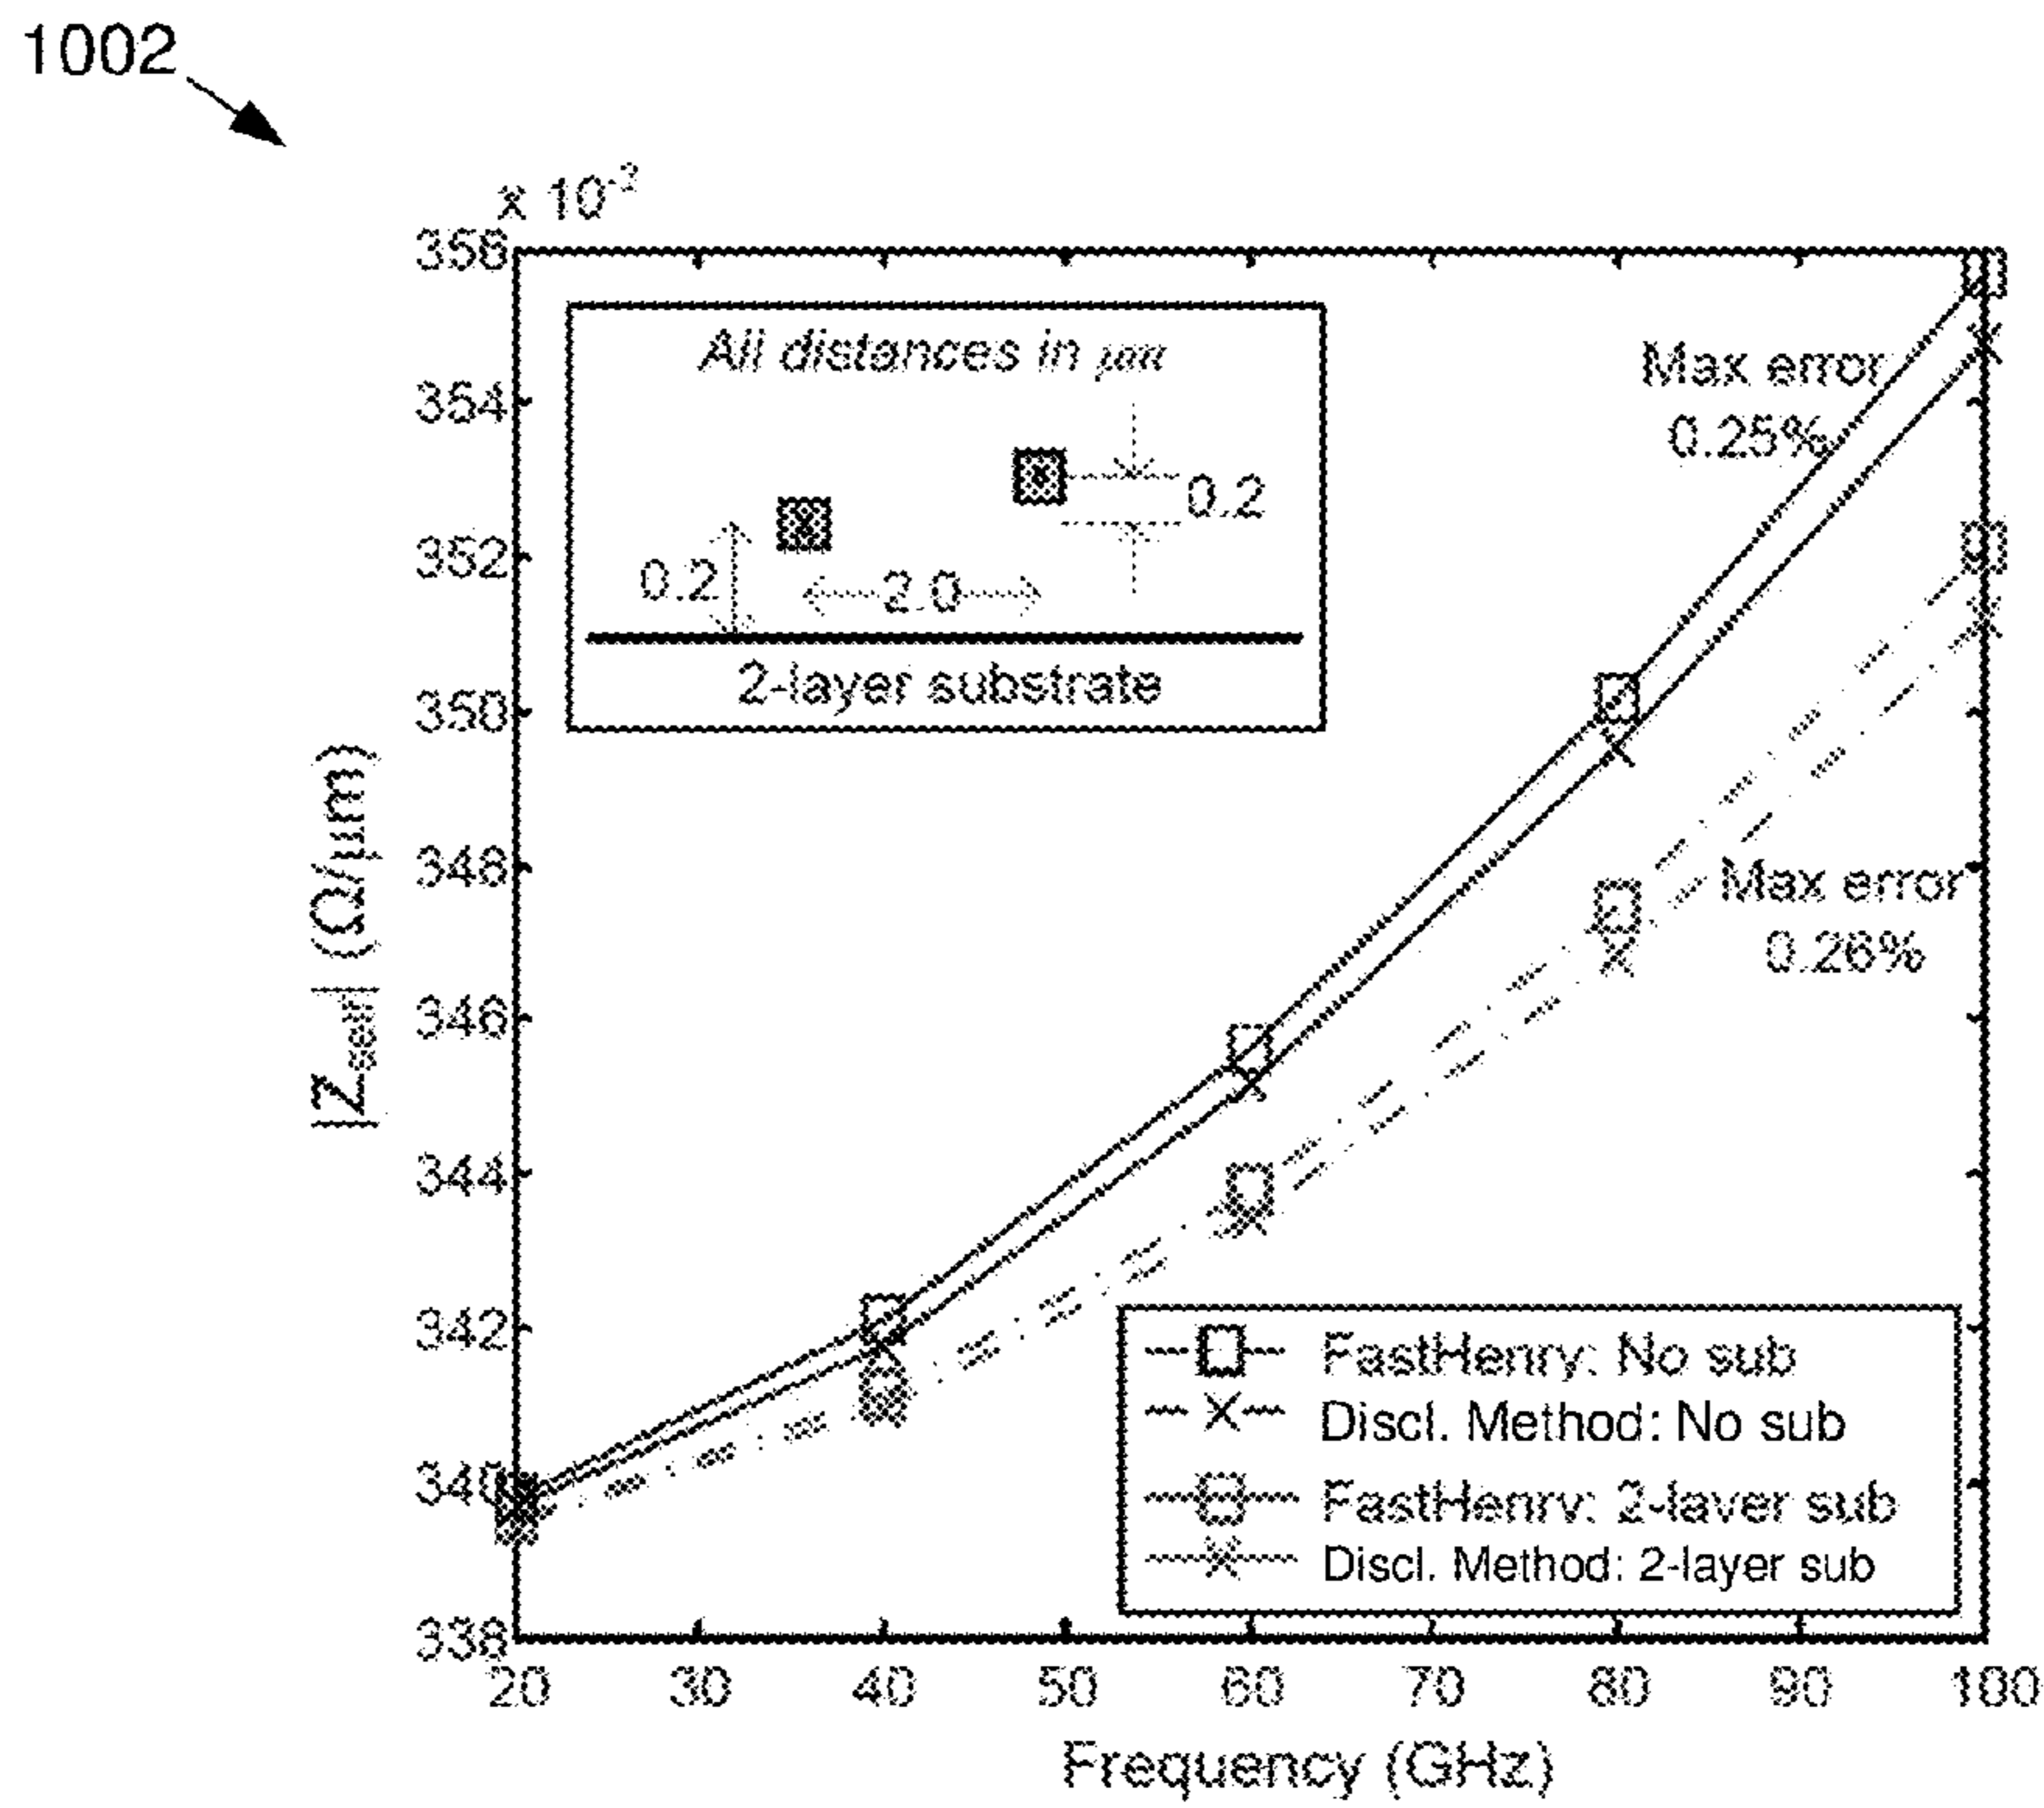 1002
x 10⁻³
356
354
352
350
348
346
344
342
340
338
|Z_self| (Ω/μm)
All distances in μm
0.2
0.2
2.0
2-layer substrate
Max error
0.25%
Max error
0.26%
FastHenry: No sub
Discl. Method: No sub
FastHenry: 2-layer sub
Discl. Method: 2-layer sub
20 30 40 50 60 70 80 90 100
Frequency (GHz)